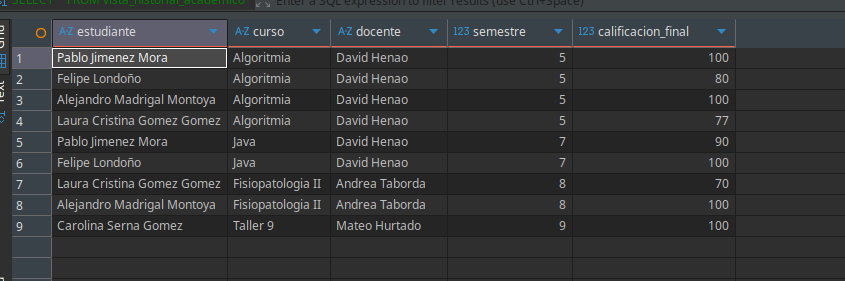 SELECT * FROM vista_historial_academico Enter a SQL expression to filter results (use Ctrl+Space)
Grid
Text
A-Z estudiante A-Z curso A-Z docente 123 semestre 123 calificacion_final
1 Pablo Jimenez Mora Algoritmia David Henao 5 100
2 Felipe Londoño Algoritmia David Henao 5 80
3 Alejandro Madrigal Montoya Algoritmia David Henao 5 100
4 Laura Cristina Gomez Gomez Algoritmia David Henao 5 77
5 Pablo Jimenez Mora Java David Henao 7 90
6 Felipe Londoño Java David Henao 7 100
7 Laura Cristina Gomez Gomez Fisiopatologia II Andrea Taborda 8 70
8 Alejandro Madrigal Montoya Fisiopatologia II Andrea Taborda 8 100
9 Carolina Serna Gomez Taller 9 Mateo Hurtado 9 100